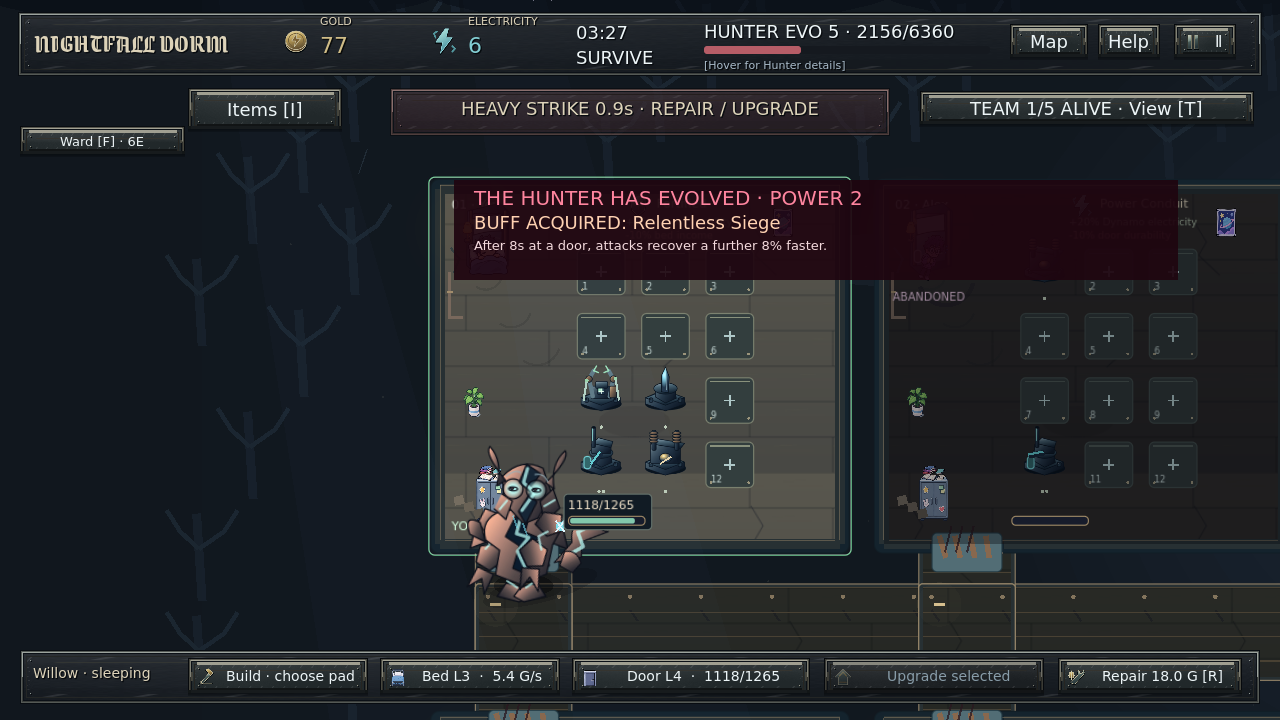 NIGHTFALL DORM
GOLD
77
ELECTRICITY
6
03:27
SURVIVE
HUNTER EVO 5 · 2156/6360
[Hover for Hunter details]
Map
Help
Items [I]
HEAVY STRIKE 0.9s · REPAIR / UPGRADE
TEAM 1/5 ALIVE · View [T]
Ward [F] · 6E
THE HUNTER HAS EVOLVED · POWER 2
BUFF ACQUIRED: Relentless Siege
After 8s at a door, attacks recover a further 8% faster.
Power Conduit
1
2
3
2
3
ABANDONED
4
5
6
4
5
6
9
7
8
9
12
11
12
1118/1265
YO
Willow · sleeping
Build · choose pad
Bed L3 · 5.4 G/s
Door L4 · 1118/1265
Upgrade selected
Repair 18.0 G [R]